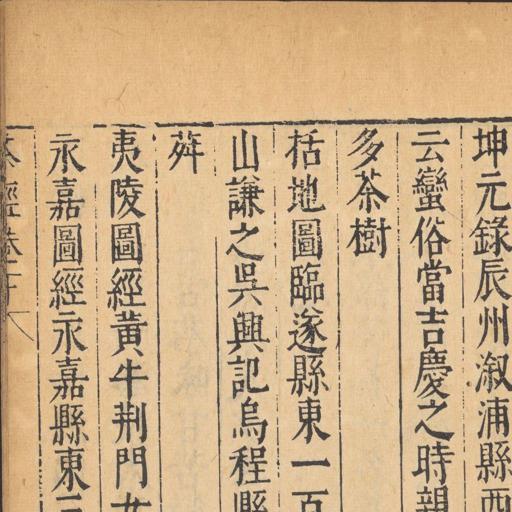 坤元錄辰州溆浦縣西
云蠻俗當吉慶之時親
多茶樹
括地圖臨遂縣東一百
山謙之吳興記烏程縣
荈
夷陵圖經黄牛荆門女
永嘉圖經永嘉縣東三
茶經卷下